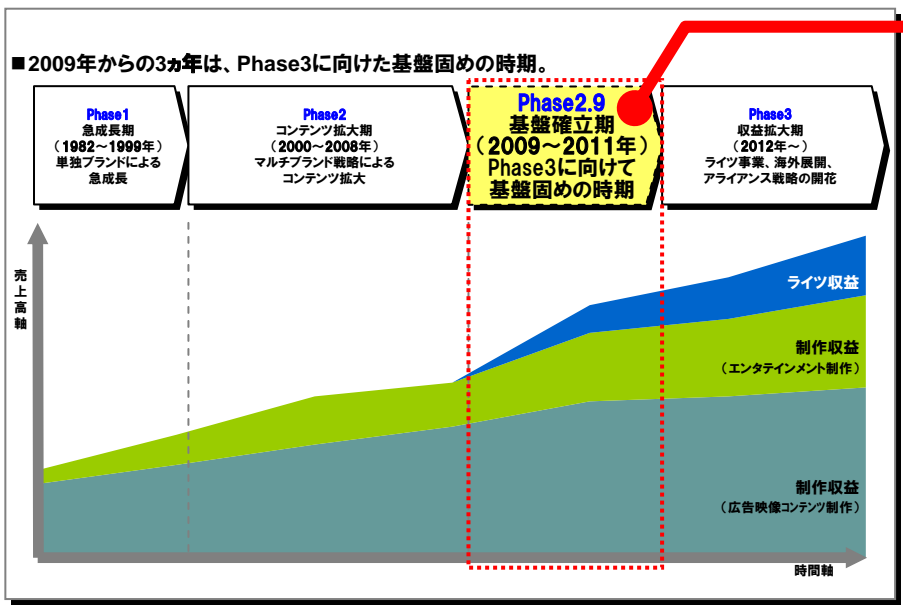 ■2009年からの3ヵ年は、Phase3に向けた基盤固めの時期。
Phase1
急成長期
（1982～1999年）
単独ブランドによる
急成長
Phase2
コンテンツ拡大期
（2000～2008年）
マルチブランド戦略による
コンテンツ拡大
Phase2.9
基盤確立期
（2009～2011年）
Phase3に向けて
基盤固めの時期
Phase3
収益拡大期
（2012年～）
ライツ事業、海外展開、
アライアンス戦略の開花
売上高軸
ライツ収益
制作収益
（エンタテインメント制作）
制作収益
（広告映像コンテンツ制作）
時間軸